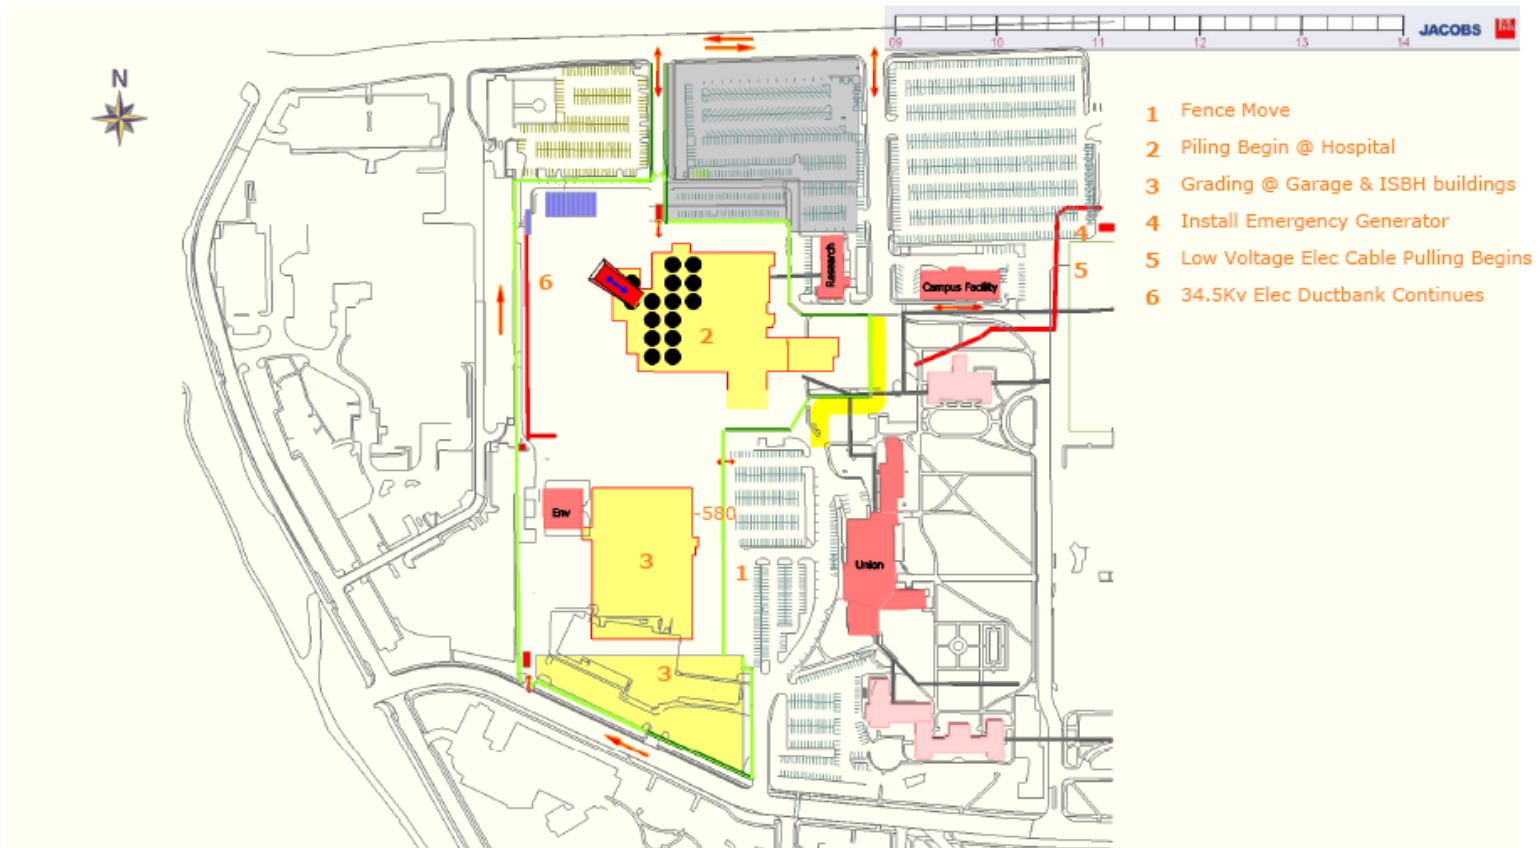 09 10 11 12 13 14 JACOBS
N
1 Fence Move
2 Piling Begin @ Hospital
3 Grading @ Garage & ISBH buildings
4 Install Emergency Generator
5 Low Voltage Elec Cable Pulling Begins
6 34.5Kv Elec Ductbank Continues
4
Research
5
6
Campus Facility
2
Env
-580
3
1
Union
3